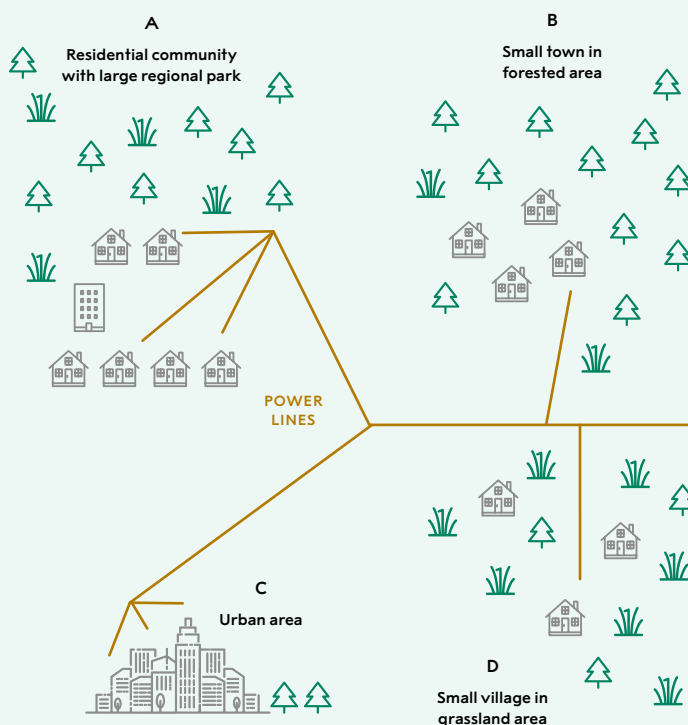 A
Residential community
with large regional park
B
Small town in
forested area
POWER
LINES
C
Urban area
D
Small village in
grassland area